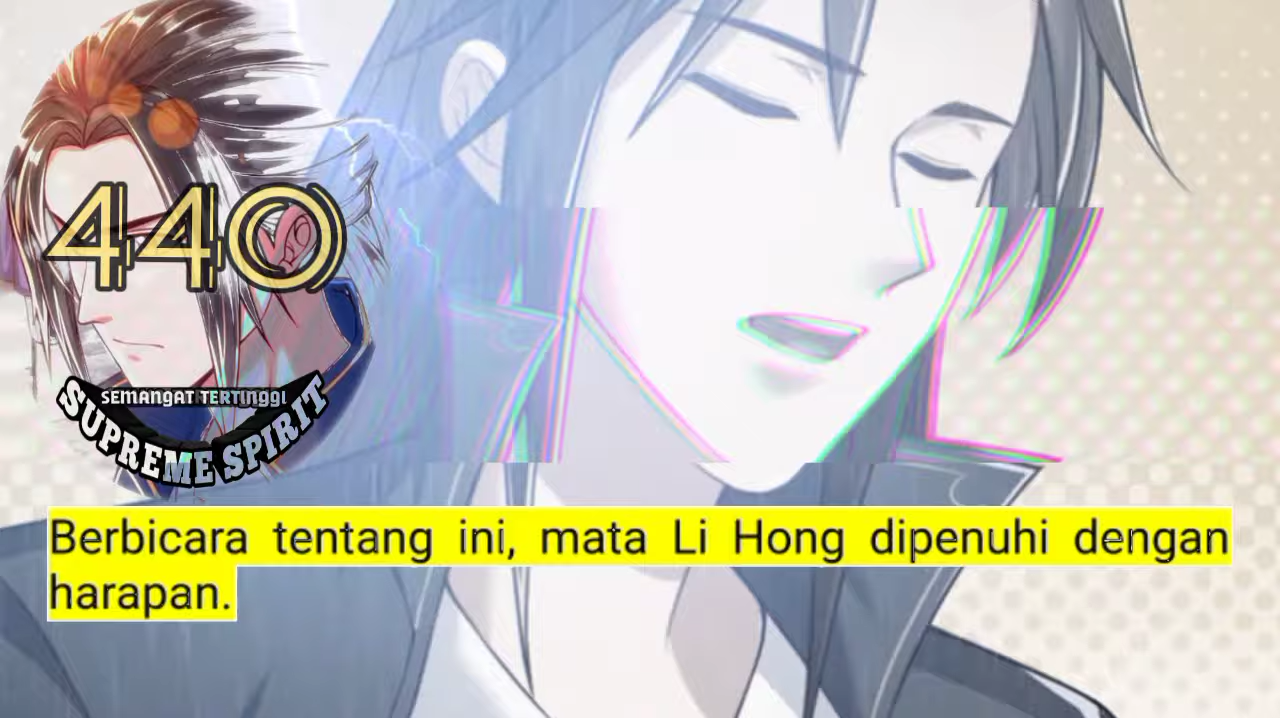 440
SEMANGAT TERTINGGI
SUPREME SPIRIT
Berbicara tentang ini, mata Li Hong dipenuhi dengan
harapan.